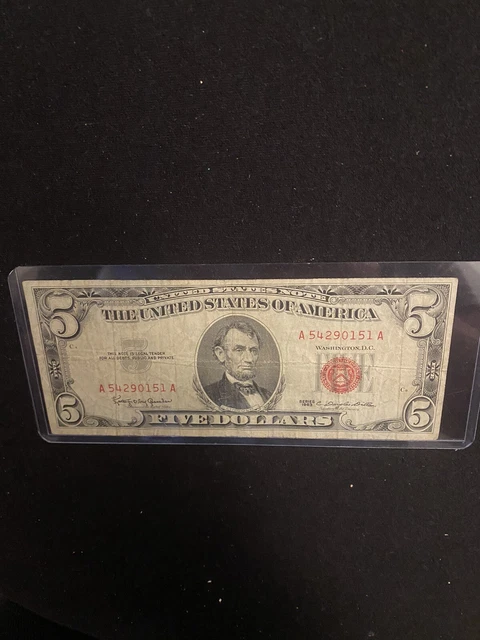 UNITED STATES NOTE
THE UNITED STATES OF AMERICA
5
5
A 54290151 A
WASHINGTON, D.C.
THIS NOTE IS LEGAL TENDER
FOR ALL DEBTS, PUBLIC AND PRIVATE
A 54290151 A
SERIES
1963
5
5
FIVE DOLLARS